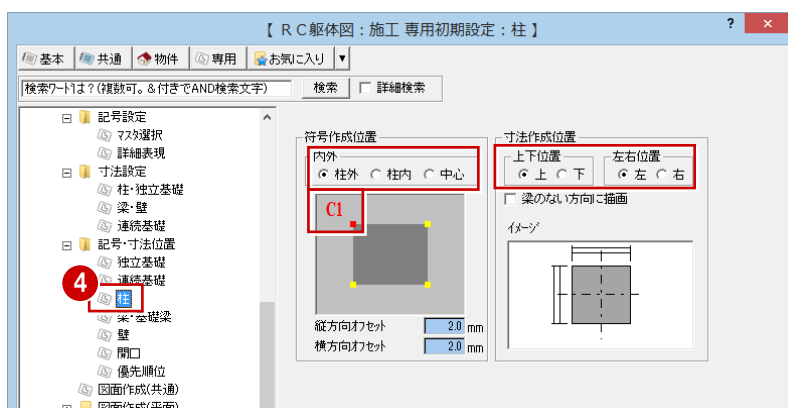 【 RC躯体図：施工 専用初期設定：柱 】
? ×
基本 共通 物件 専用 お気に入り ▼
検索ワードは?(複数可。&付きでAND検索文字) 検索 詳細検索
記号設定
マスタ選択
詳細表現
寸法設定
柱・独立基礎
梁・壁
連続基礎
記号・寸法位置
独立基礎
連続基礎
4
柱
梁・基礎梁
壁
開口
優先順位
図面作成(共通)
図面作成(平面)
符号作成位置
内外
柱外 柱内 中心
C1
縦方向オフセット 2.0 mm
横方向オフセット 2.0 mm
寸法作成位置
上下位置
上 下
左右位置
左 右
梁のない方向に描画
イメージ